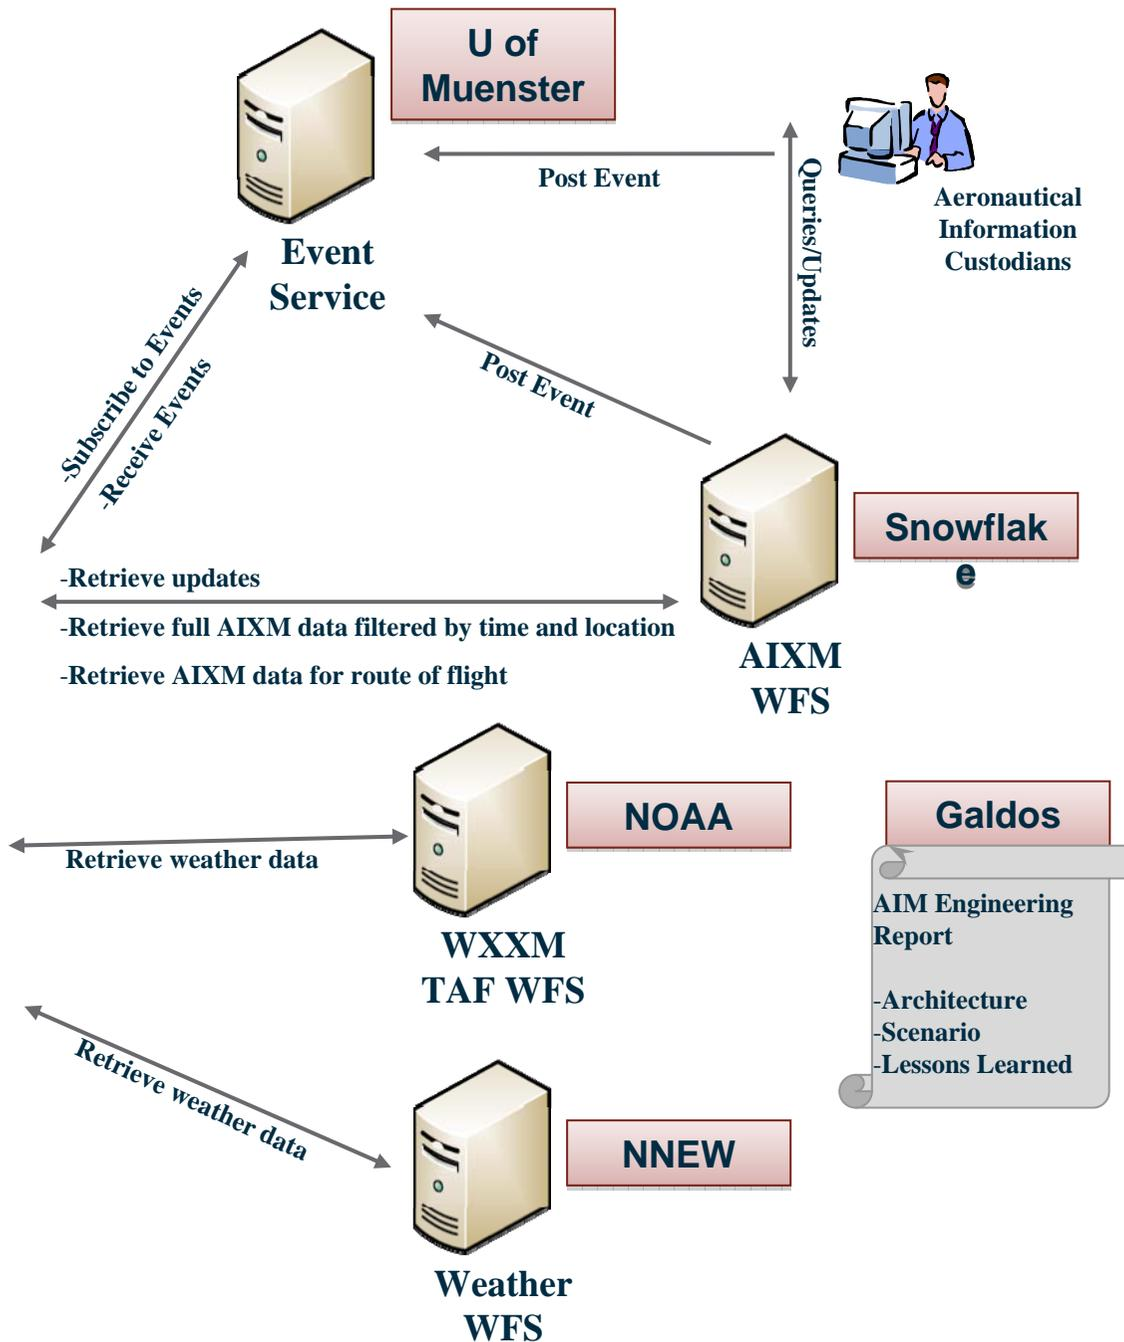 U of
Muenster
Post Event
Queries/Updates
Aeronautical
Information
Custodians
Event
Service
-Subscribe to Events
-Receive Events
Post Event
Snowflak
e
-Retrieve updates
-Retrieve full AIXM data filtered by time and location
-Retrieve AIXM data for route of flight
AIXM
WFS
NOAA
Retrieve weather data
WXXM
TAF WFS
Galdos
AIM Engineering
Report
-Architecture
-Scenario
-Lessons Learned
Retrieve weather data
NNEW
Weather
WFS